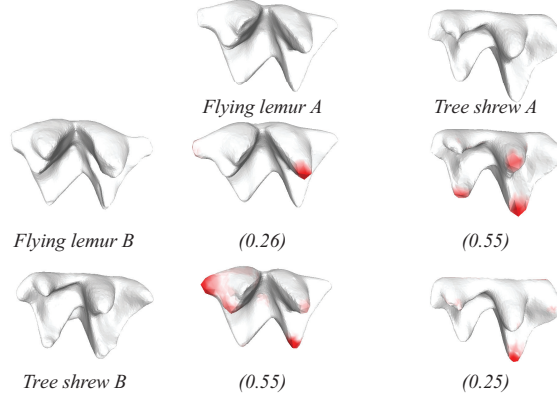 Flying lemur A
Tree shrew A
Flying lemur B
(0.26)
(0.55)
Tree shrew B
(0.55)
(0.25)